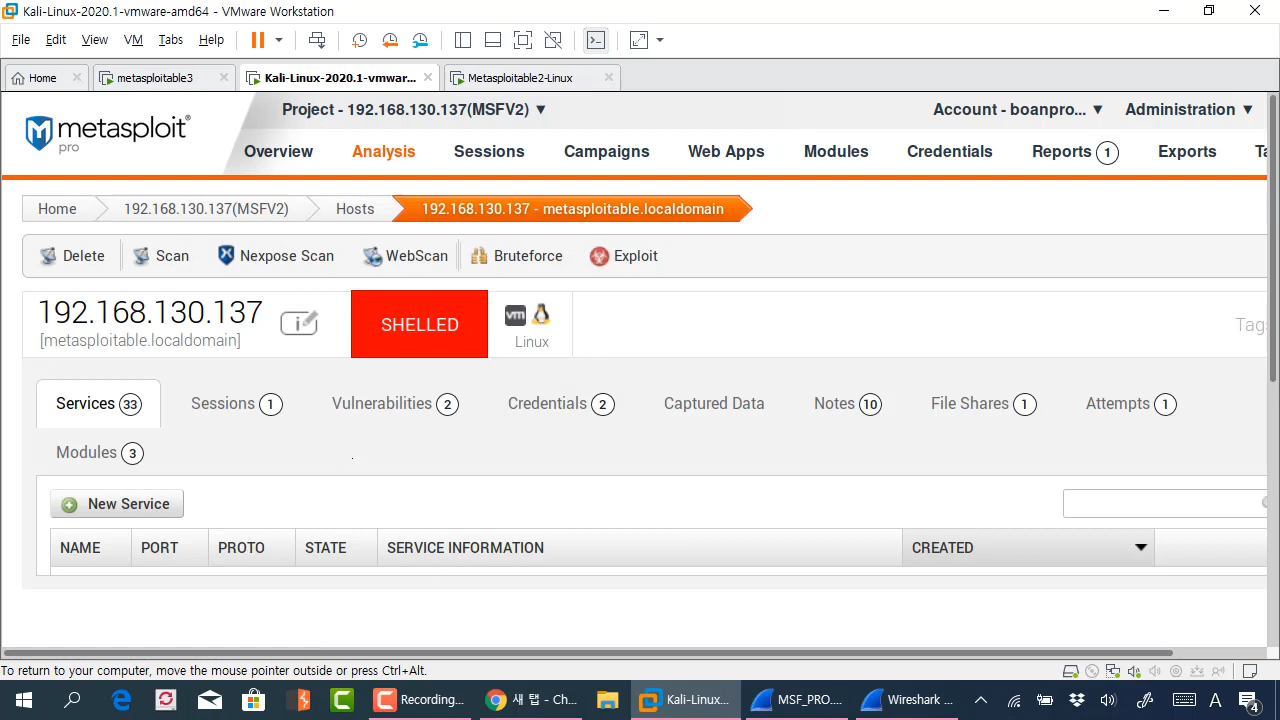 Kali-Linux-2020.1-vmware-amd64 - VMware Workstation
File Edit View VM Tabs Help
Home metasploitable3 Kali-Linux-2020.1-vmwar... Metasploitable2-Linux
metasploit®
pro
Project - 192.168.130.137(MSFV2) ▼ Account - boanpro... ▼ Administration ▼
Overview Analysis Sessions Campaigns Web Apps Modules Credentials Reports 1 Exports Ta
Home 192.168.130.137(MSFV2) Hosts 192.168.130.137 - metasploitable.localdomain
Delete Scan Nexpose Scan WebScan Bruteforce Exploit
192.168.130.137
[metasploitable.localdomain]
SHELLED
vm
Linux
Tags
Services 33 Sessions 1 Vulnerabilities 2 Credentials 2 Captured Data Notes 10 File Shares 1 Attempts 1
Modules 3
New Service
NAME PORT PROTO STATE SERVICE INFORMATION CREATED
To return to your computer, move the mouse pointer outside or press Ctrl+Alt.
Recording... 새 탭 - Ch... Kali-Linux... MSF_PRO.... Wireshark ... A 4